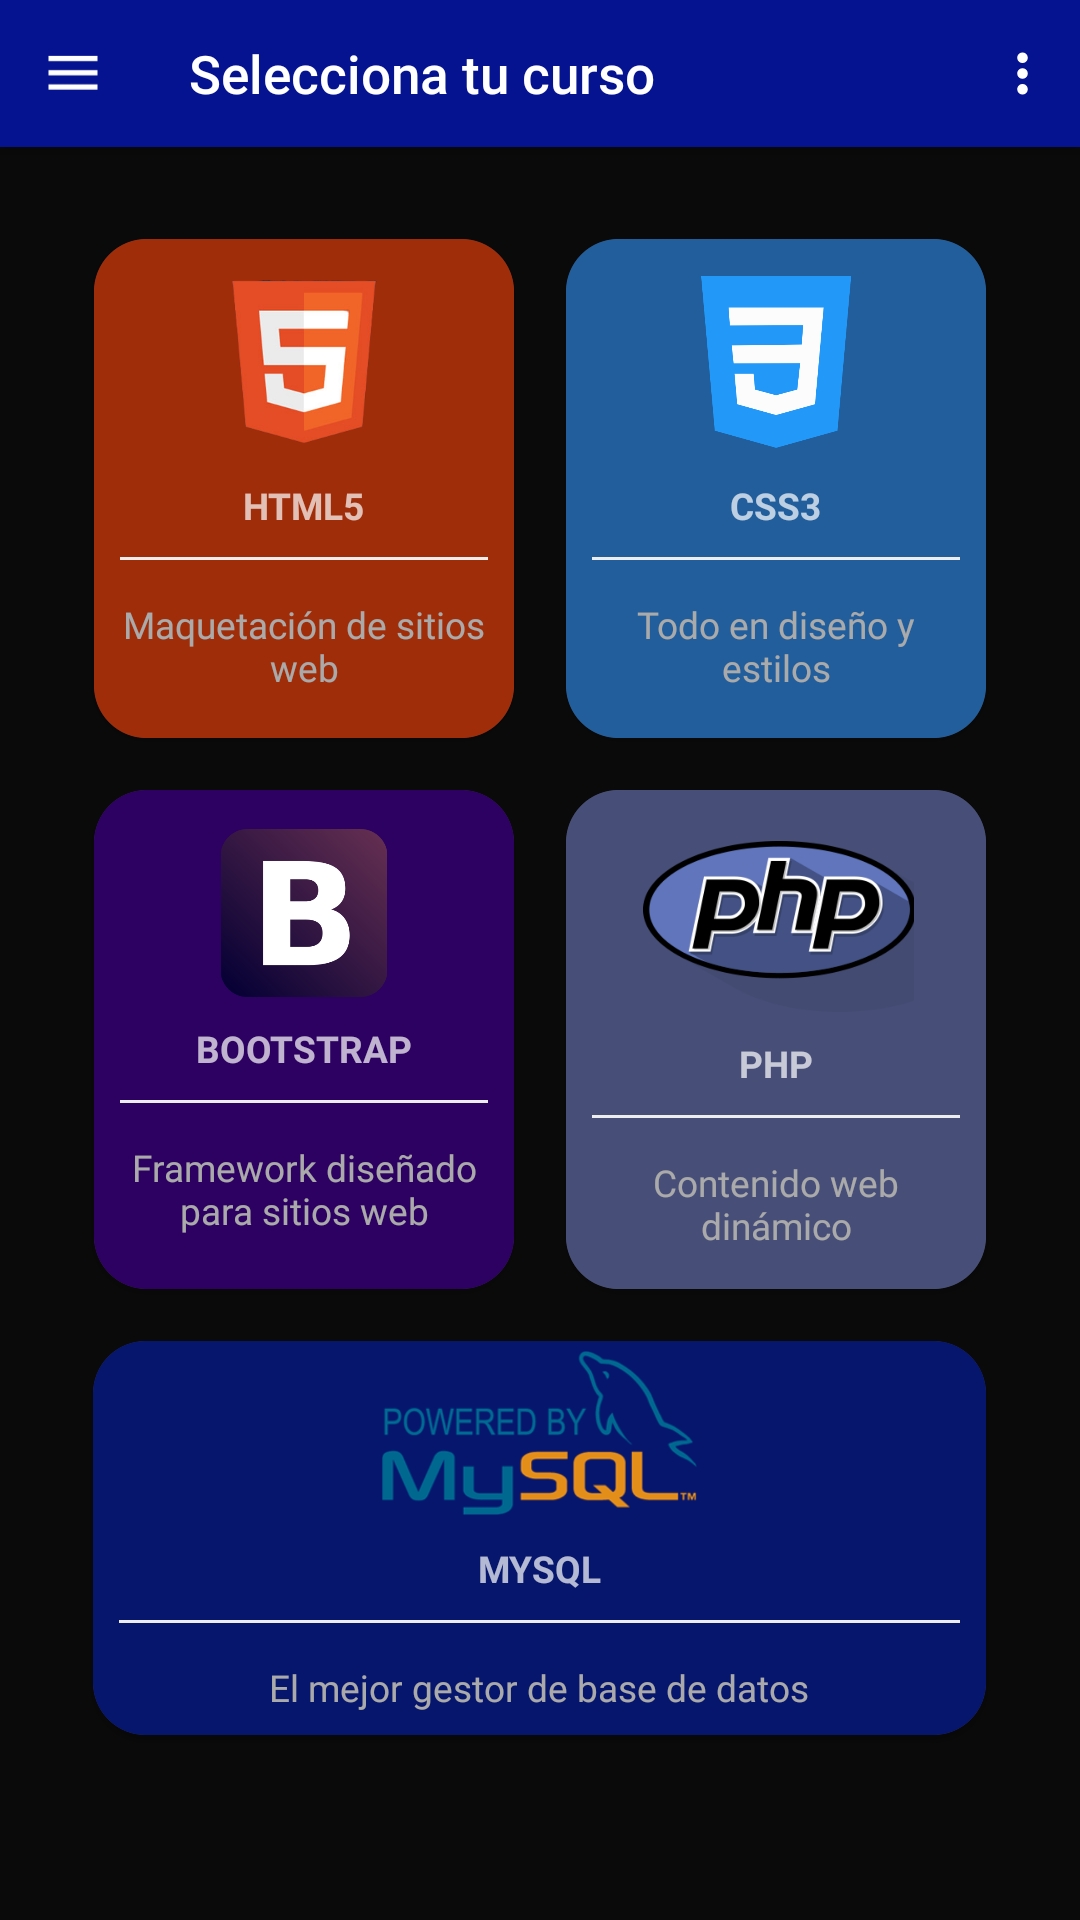 Selecciona tu curso
5
3
HTML5
CSS3
Maquetación de sitios
web
Todo en diseño y
estilos
B
php
BOOTSTRAP
PHP
Framework diseñado
para sitios web
Contenido web
dinámico
POWERED BY
MySQL™
MYSQL
El mejor gestor de base de datos